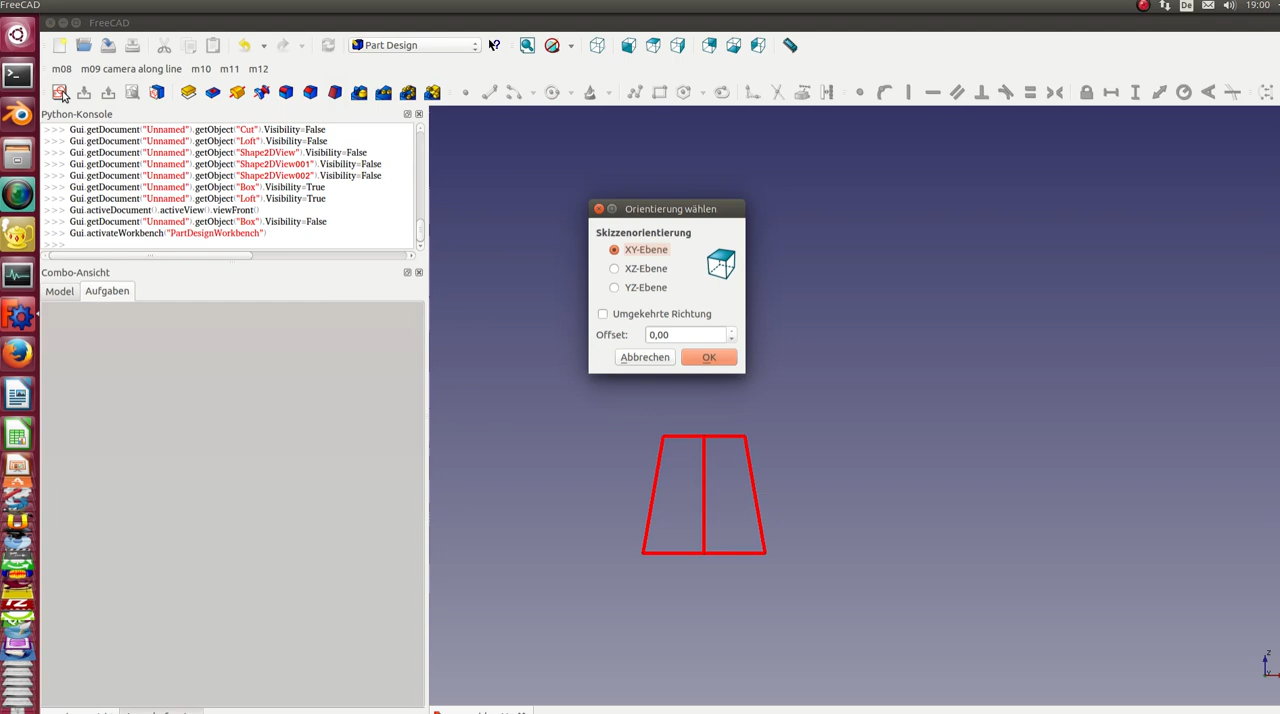 FreeCAD
De
19:00
FreeCAD
Part Design
m08 m09 camera along line m10 m11 m12
Python-Konsole
>>> Gui.getDocument("Unnamed").getObject("Cut").Visibility=False
>>> Gui.getDocument("Unnamed").getObject("Loft").Visibility=False
>>> Gui.getDocument("Unnamed").getObject("Shape2DView").Visibility=False
>>> Gui.getDocument("Unnamed").getObject("Shape2DView001").Visibility=False
>>> Gui.getDocument("Unnamed").getObject("Shape2DView002").Visibility=False
>>> Gui.getDocument("Unnamed").getObject("Box").Visibility=True
>>> Gui.getDocument("Unnamed").getObject("Loft").Visibility=True
>>> Gui.activeDocument().activeView().viewFront()
>>> Gui.getDocument("Unnamed").getObject("Box").Visibility=False
>>> Gui.activateWorkbench("PartDesignWorkbench")
>>>
Combo-Ansicht
Model Aufgaben
Orientierung wählen
Skizzenorientierung
XY-Ebene
XZ-Ebene
YZ-Ebene
Umgekehrte Richtung
Offset: 0,00
Abbrechen OK
z